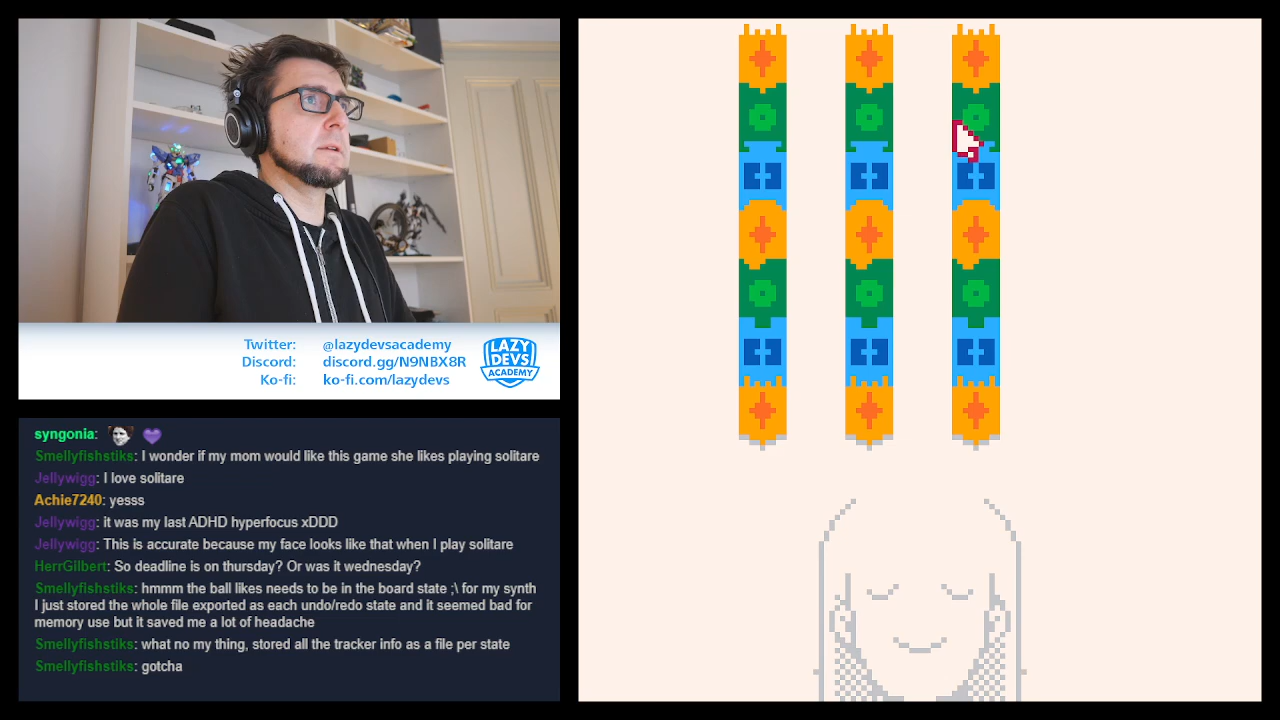 Twitter: @lazydevsacademy
Discord: discord.gg/N9NBX8R
Ko-fi: ko-fi.com/lazydevs
LAZY
DEVS
ACADEMY
syngonia:
Smellyfishstiks: I wonder if my mom would like this game she likes playing solitare
Jellywigg: I love solitare
Achie7240: yesss
Jellywigg: it was my last ADHD hyperfocus xDDD
Jellywigg: This is accurate because my face looks like that when I play solitare
HerrGilbert: So deadline is on thursday? Or was it wednesday?
Smellyfishstiks: hmmm the ball likes needs to be in the board state ;\ for my synth
I just stored the whole file exported as each undo/redo state and it seemed bad for
memory use but it saved me a lot of headache
Smellyfishstiks: what no my thing, stored all the tracker info as a file per state
Smellyfishstiks: gotcha